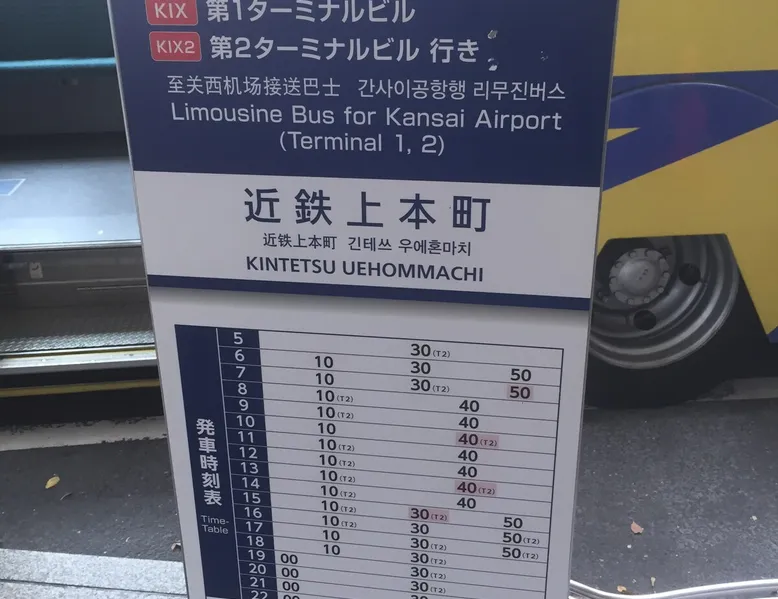 KIX 第1ターミナルビル
KIX2 第2ターミナルビル 行き
至关西机场接送巴士 간사이공항행 리무진버스
Limousine Bus for Kansai Airport
(Terminal 1, 2)
近鉄上本町
近鉄上本町 긴테쓰 우에혼마치
KINTETSU UEHOMMACHI
発車時刻表
Time-
Table
5 30(T2)
6 10 30 50
7 10 30(T2) 50
8 10(T2) 40
9 10(T2) 40
10 10 40(T2)
11 10(T2) 40
12 10(T2) 40
13 10(T2) 40(T2)
14 10(T2) 40
15 10(T2) 30(T2) 50
16 10(T2) 30 50(T2)
17 10 30(T2) 50(T2)
18 10 30(T2)
19 00 30(T2)
20 00 30(T2)
21 00 30(T2)
22 00